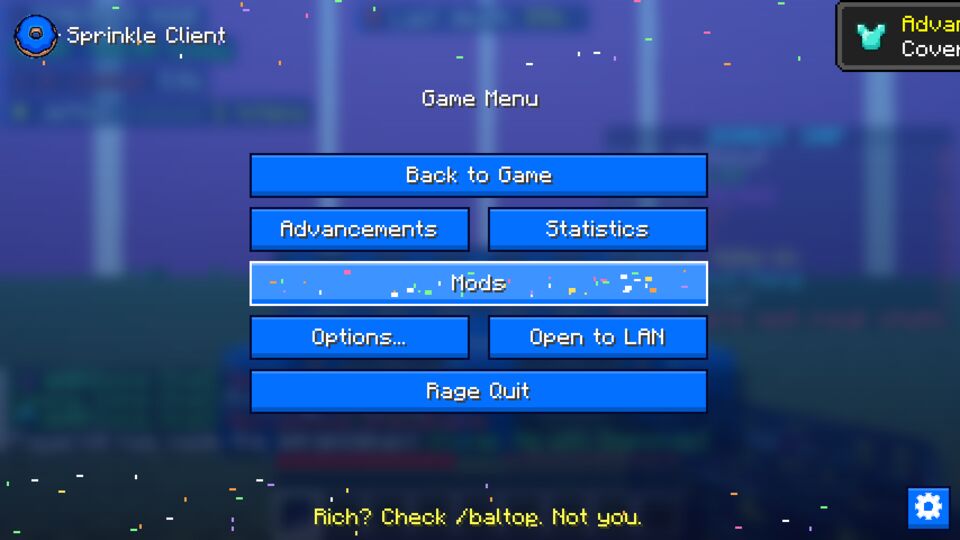 Sprinkle Client
Advan
Cover
Game Menu
Back to Game
Advancements
Statistics
Mods
Options...
Open to LAN
Rage Quit
Rich? Check /baltop. Not you.